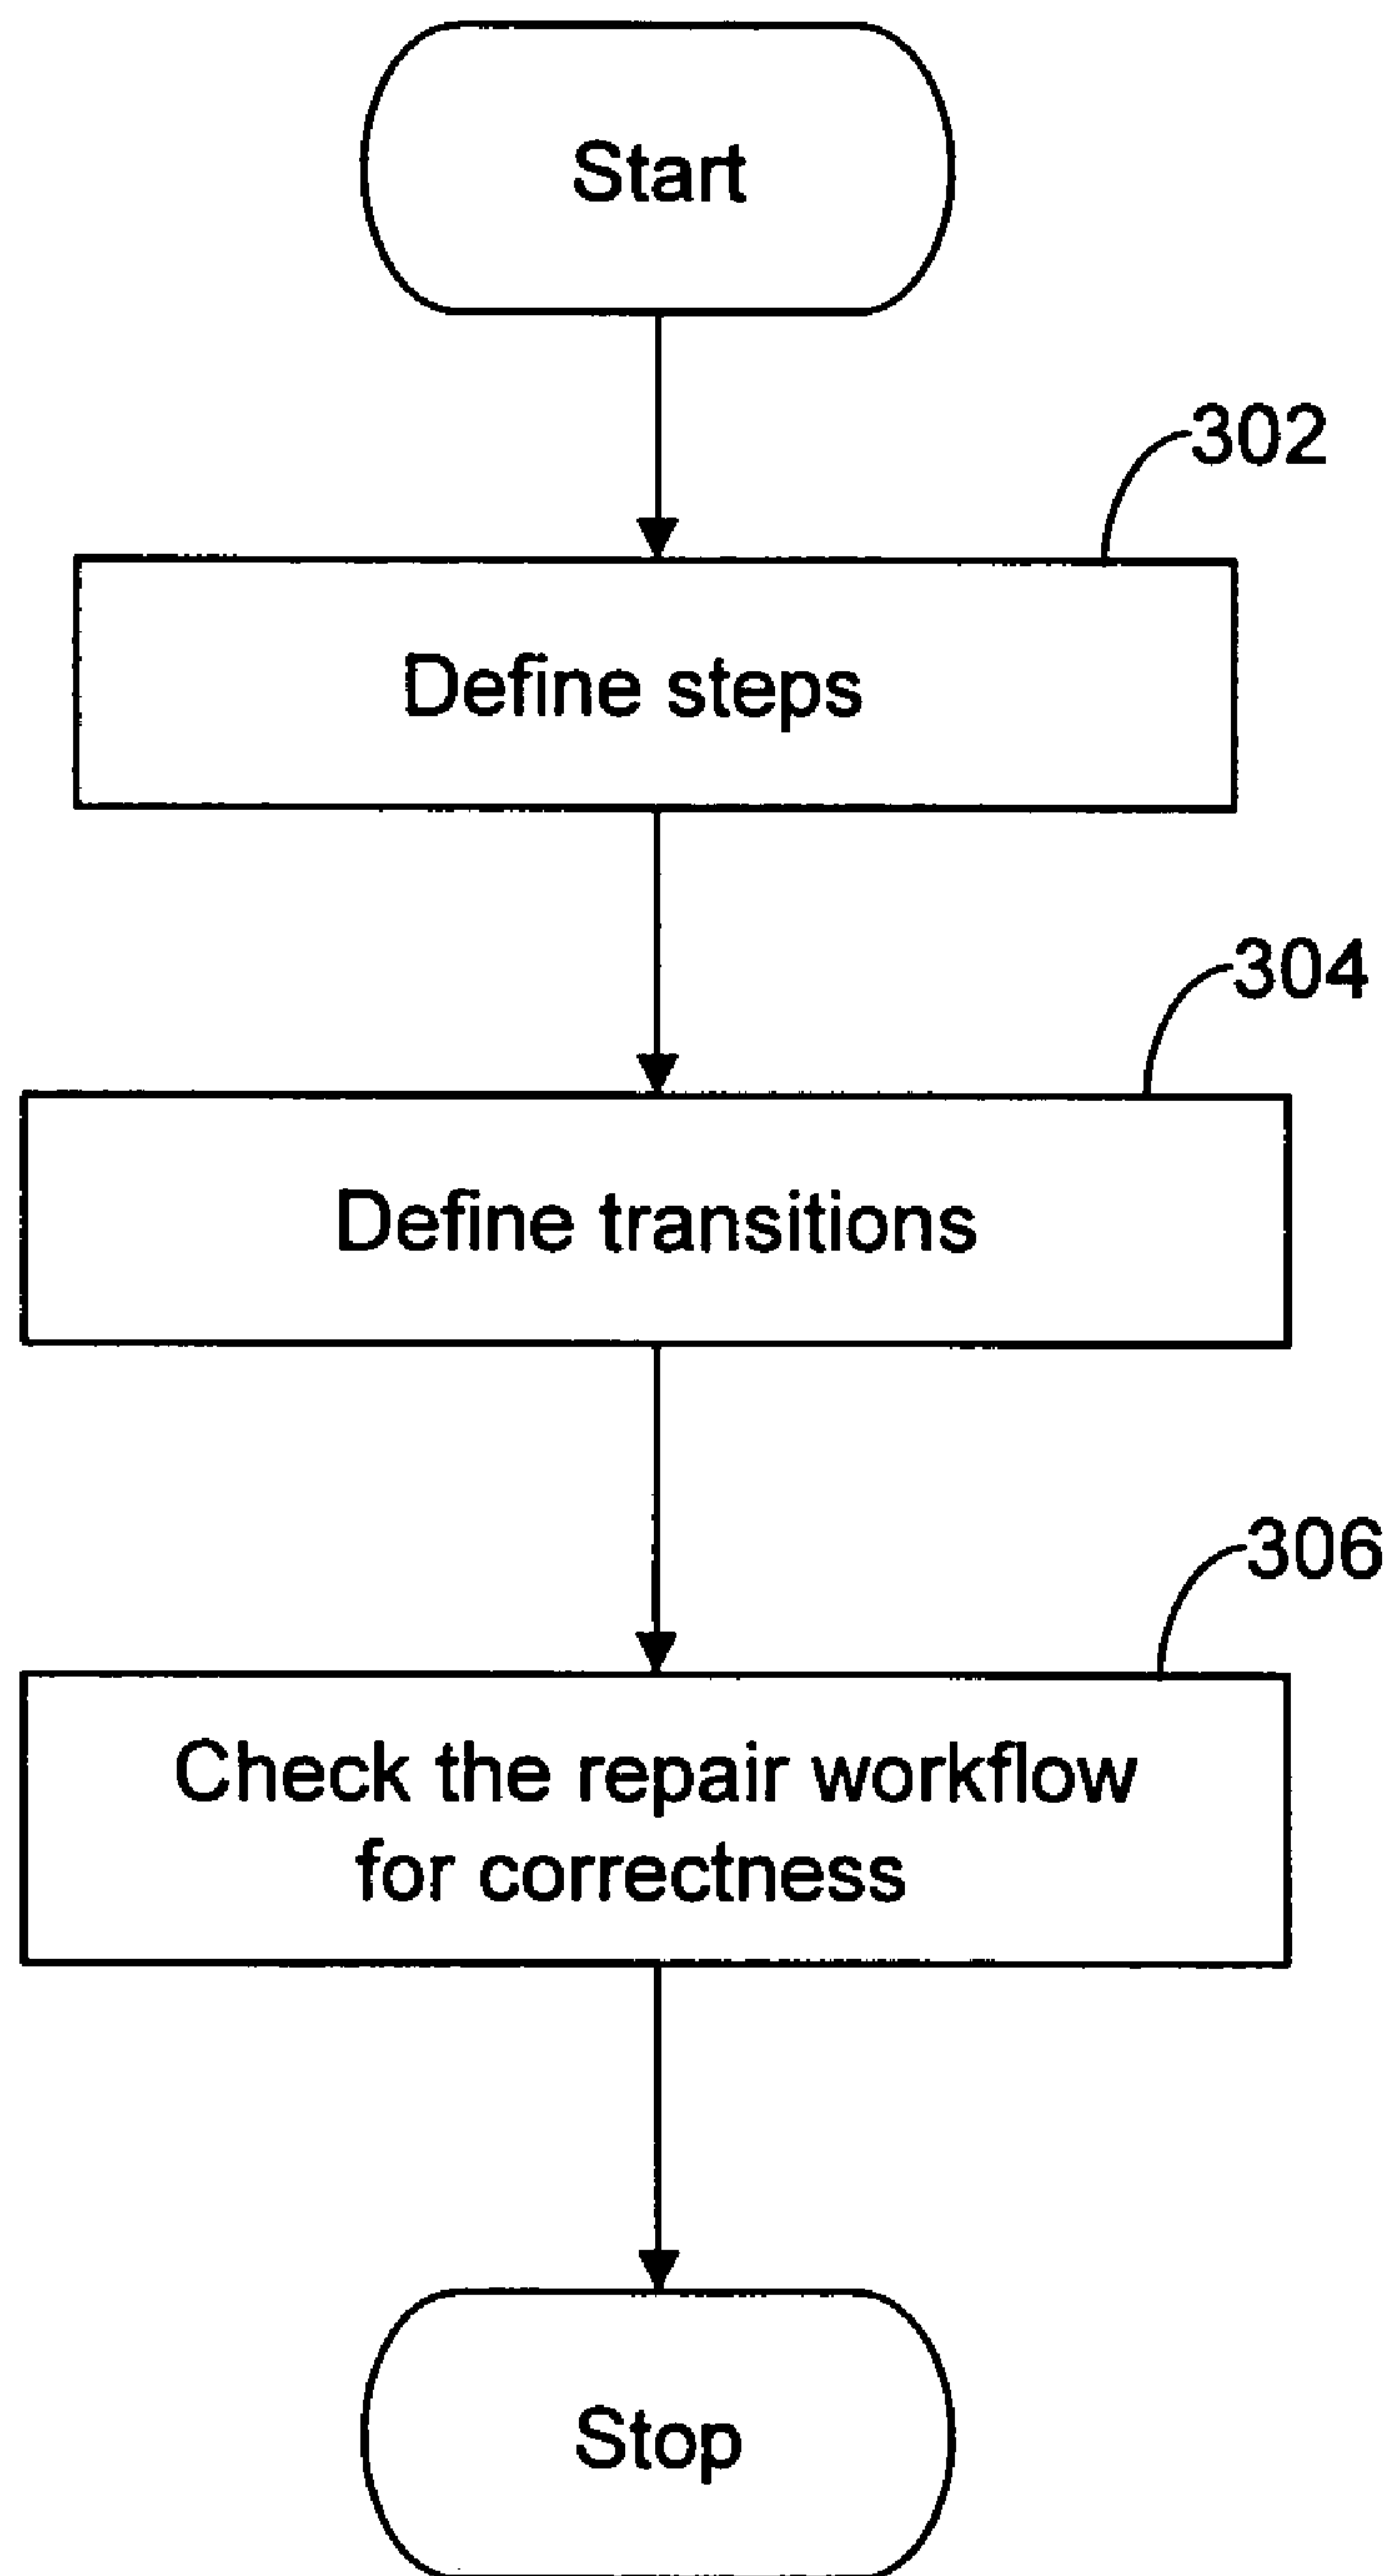 Start
302
Define steps
304
Define transitions
306
Check the repair workflow
for correctness
Stop